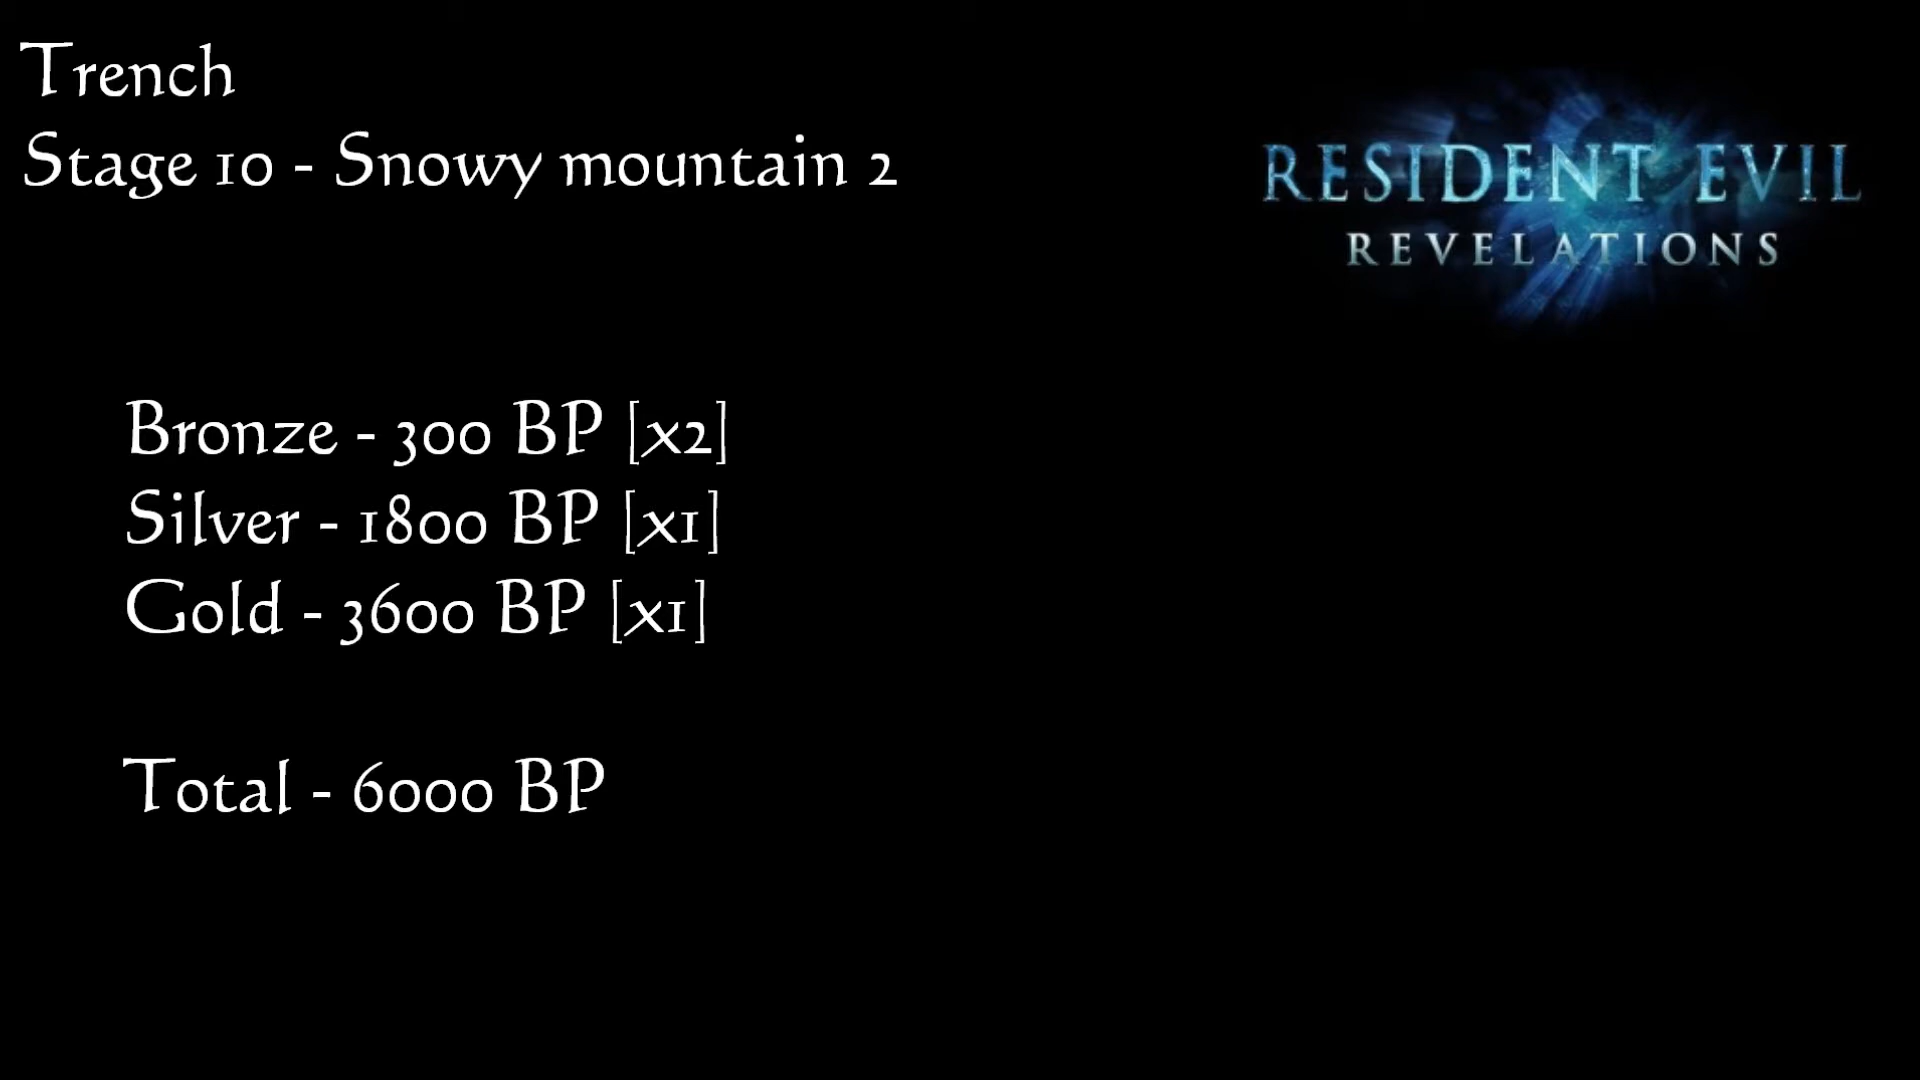 Trench
Stage 10 - Snowy mountain 2
RESIDENT EVIL
REVELATIONS
Bronze - 300 BP [x2]
Silver - 1800 BP [x1]
Gold - 3600 BP [x1]
Total - 6000 BP